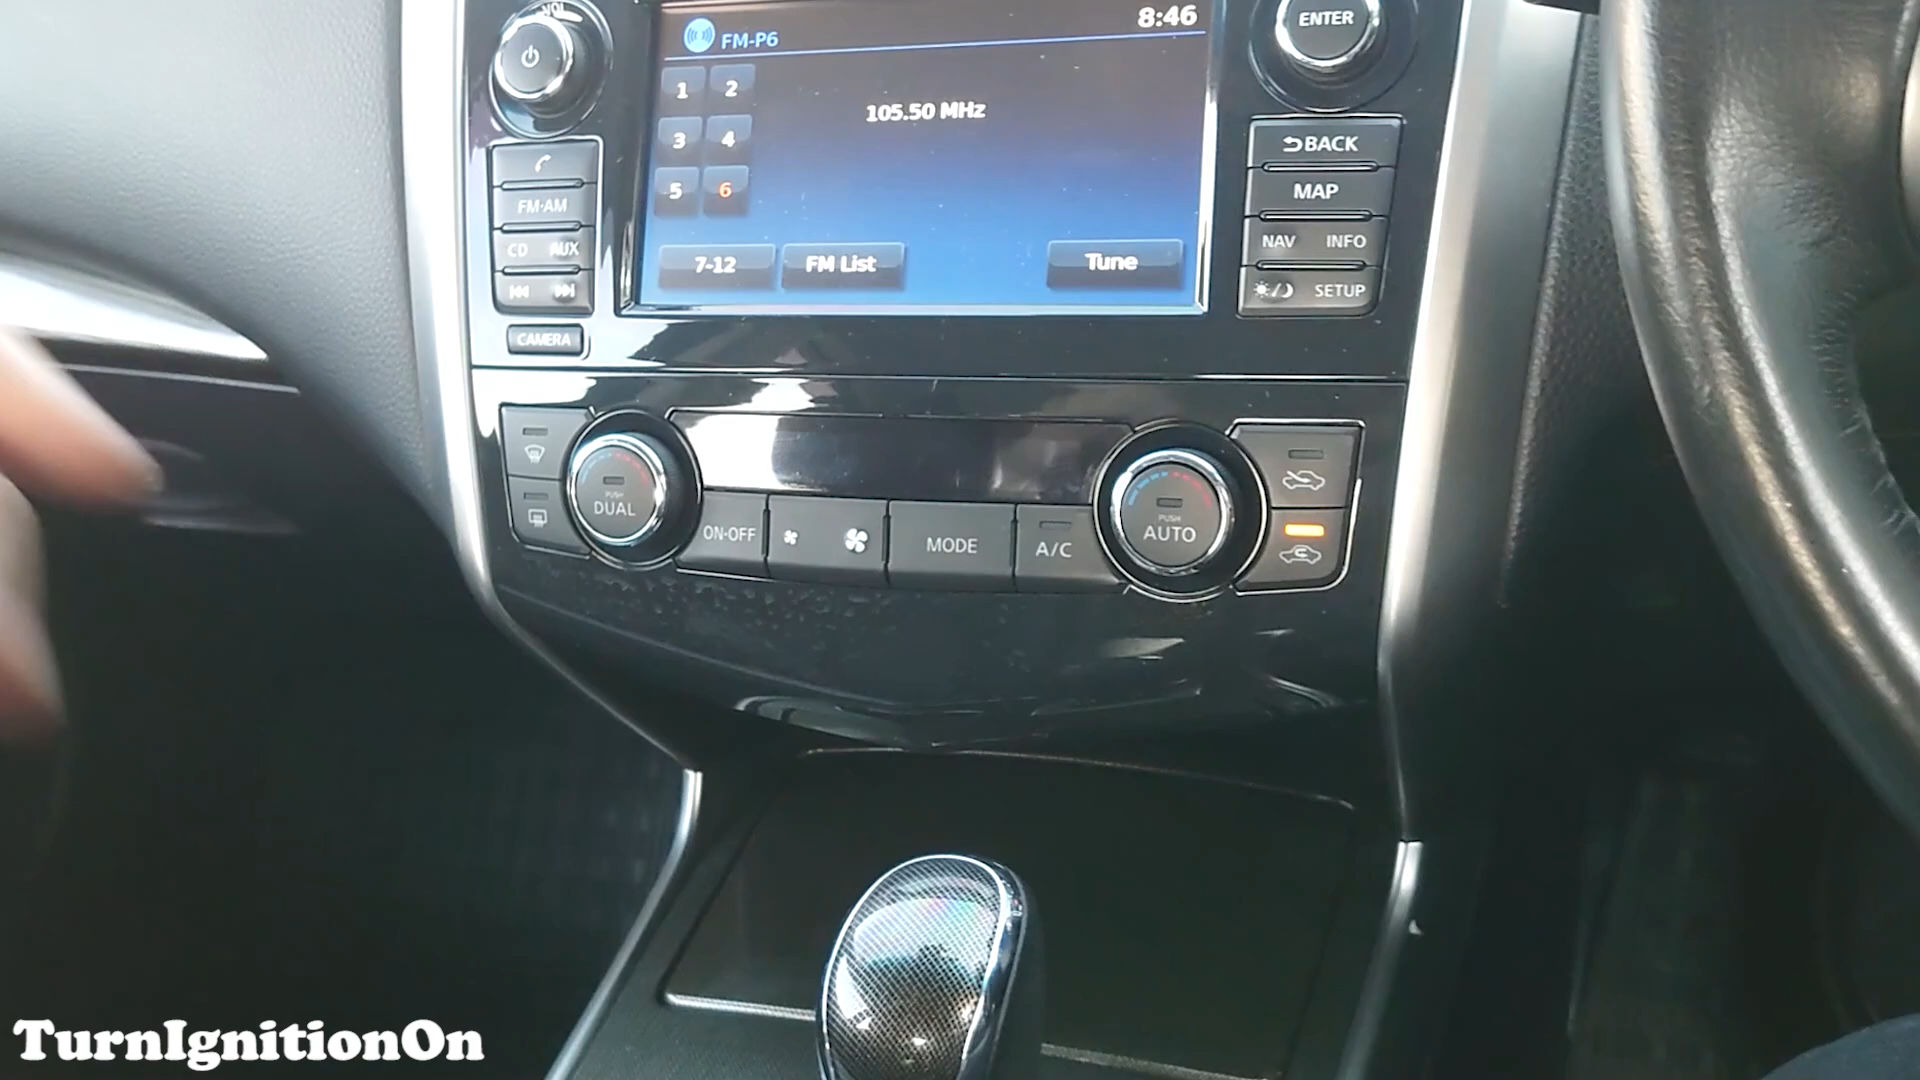 VOL
FM-P6
8:46
ENTER
1 2
105.50 MHz
3 4
5 6
7-12 FM List Tune
FM·AM
CD AUX
CAMERA
BACK
MAP
NAV INFO
SETUP
PUSH
DUAL
ON·OFF
MODE
A/C
PUSH
AUTO
TurnIgnitionOn